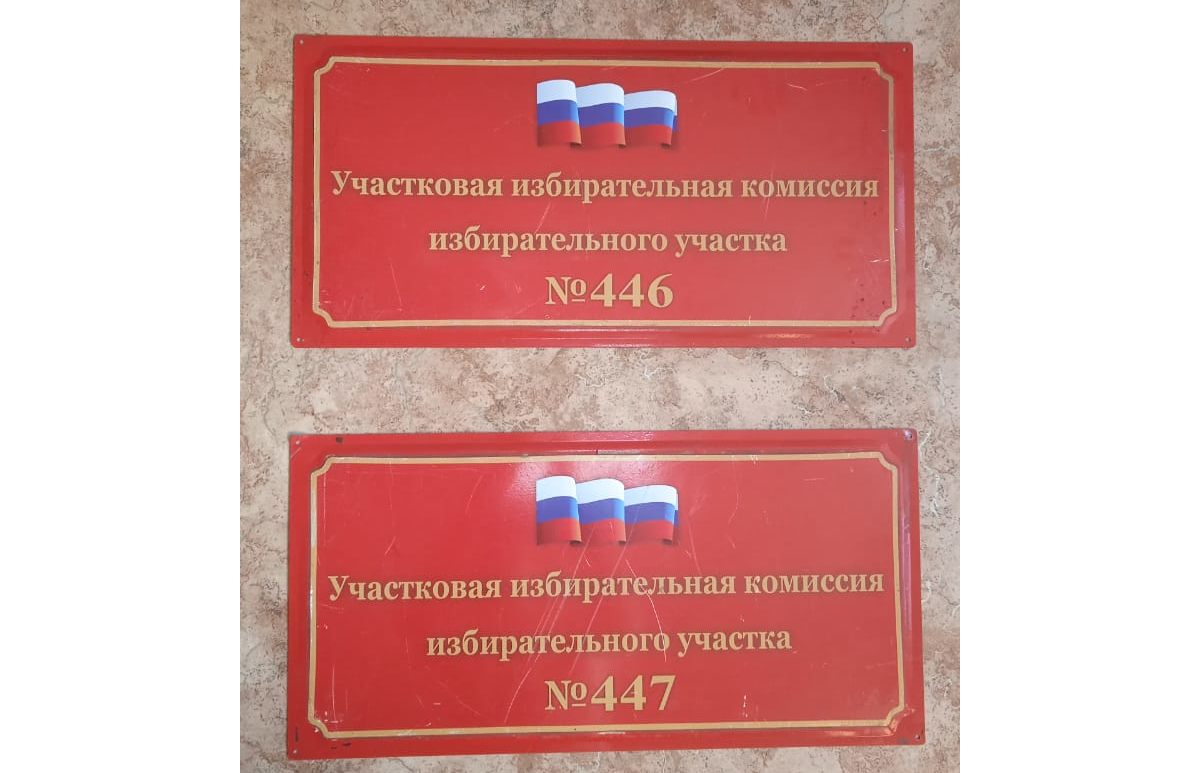 Участковая избирательная комиссия
избирательного участка
№446
Участковая избирательная комиссия
избирательного участка
№447